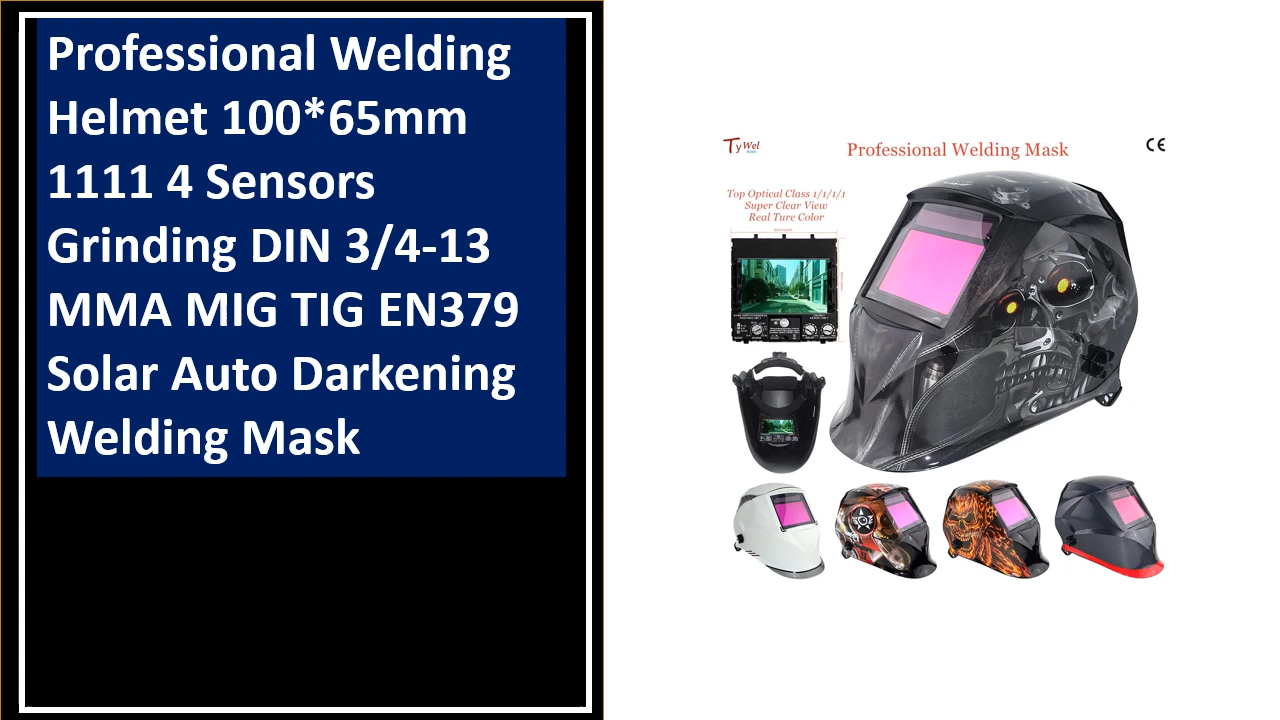 Professional Welding
Helmet 100*65mm
1111 4 Sensors
Grinding DIN 3/4-13
MMA MIG TIG EN379
Solar Auto Darkening
Welding Mask
TyWel
CE
Professional Welding Mask
Top Optical Class 1/1/1/1
Super Clear View
Real Ture Color